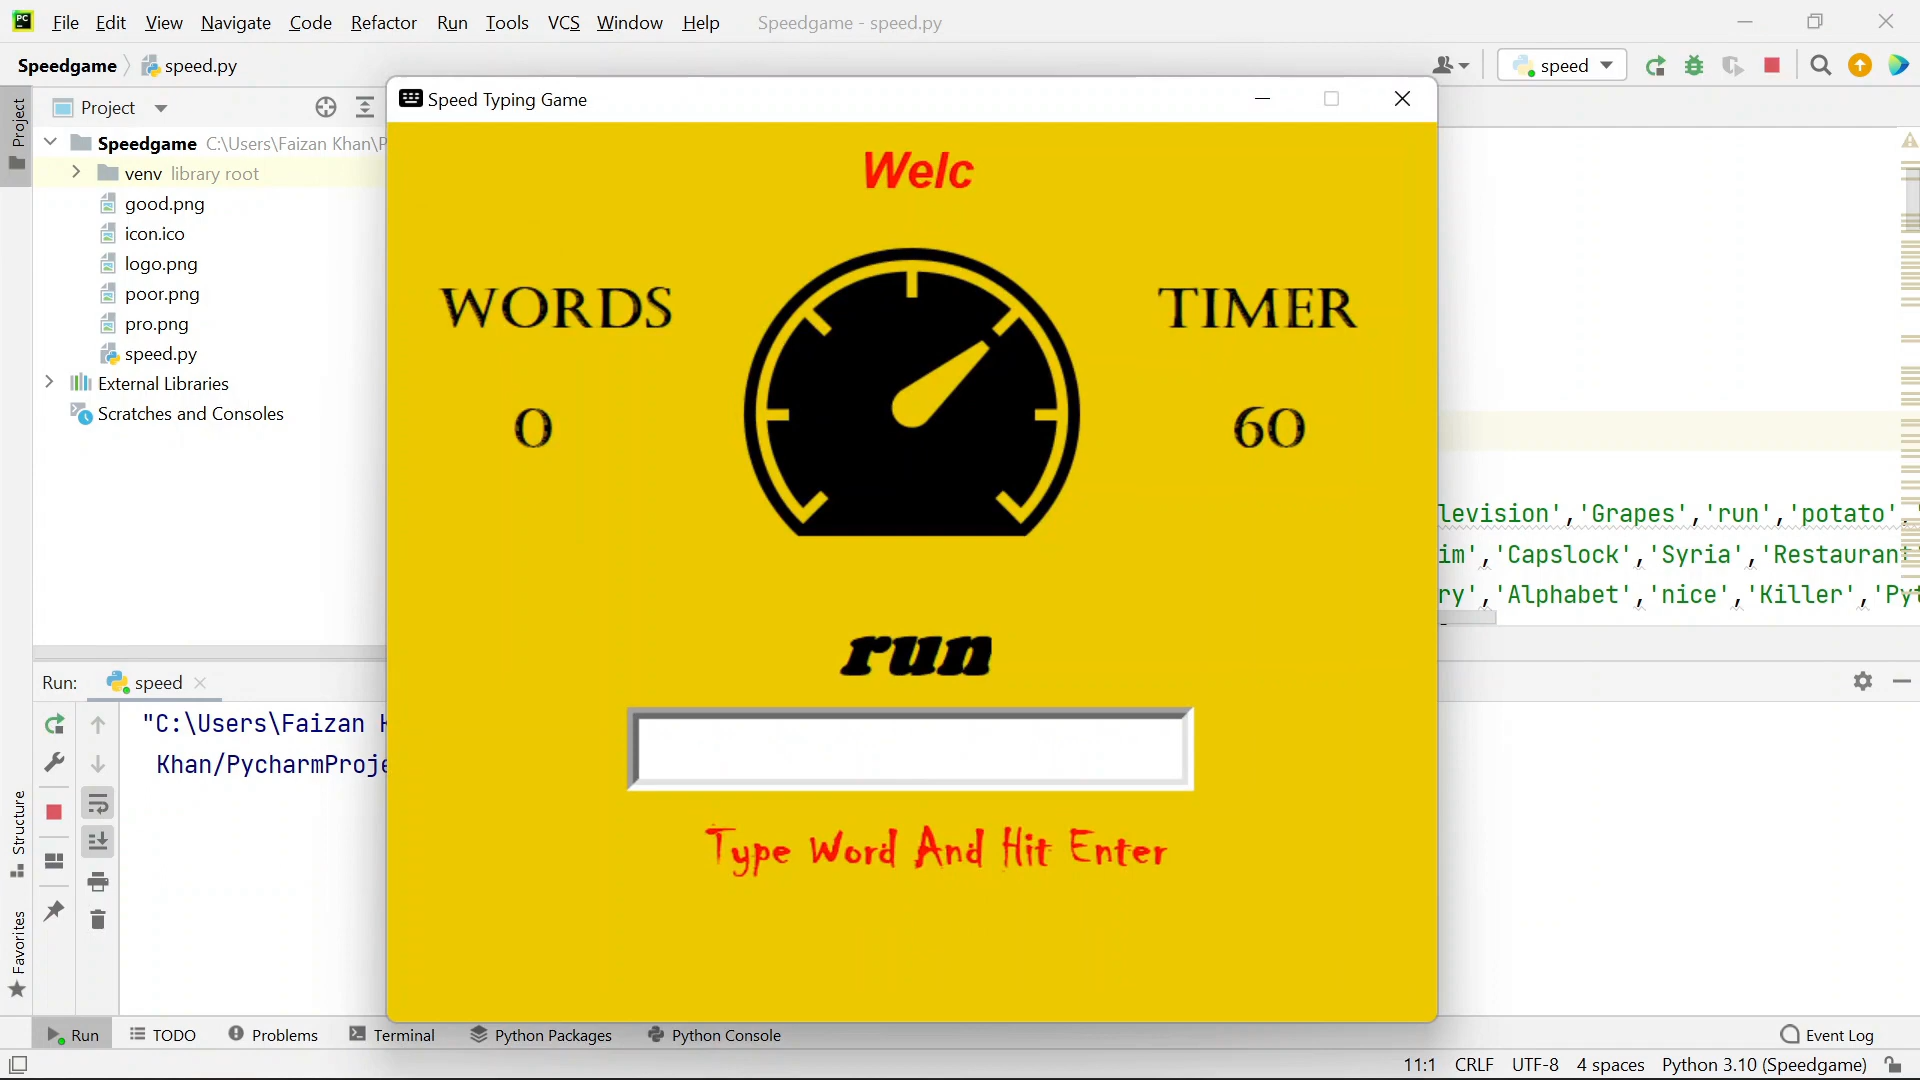 File Edit View Navigate Code Refactor Run Tools VCS Window Help Speedgame - speed.py
Speedgame speed.py
speed
Project
Project
Speedgame C:\Users\Faizan Khan\P
venv library root
good.png
icon.ico
logo.png
poor.png
pro.png
speed.py
External Libraries
Scratches and Consoles
Speed Typing Game
Welc
WORDS
TIMER
0
60
run
Type Word And Hit Enter
levision','Grapes','run','potato',
im','Capslock','Syria','Restaurant
ry','Alphabet','nice','Killer','Pyt
Run: speed
"C:\Users\Faizan
Khan/PycharmProje
Structure
Favorites
Run TODO Problems Terminal Python Packages Python Console Event Log
11:1 CRLF UTF-8 4 spaces Python 3.10 (Speedgame)